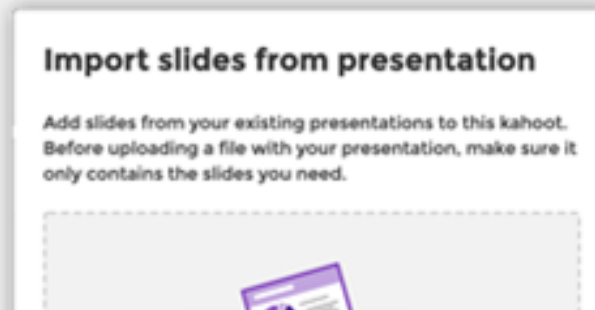 Import slides from presentation
Add slides from your existing presentations to this kahoot.
Before uploading a file with your presentation, make sure it
only contains the slides you need.